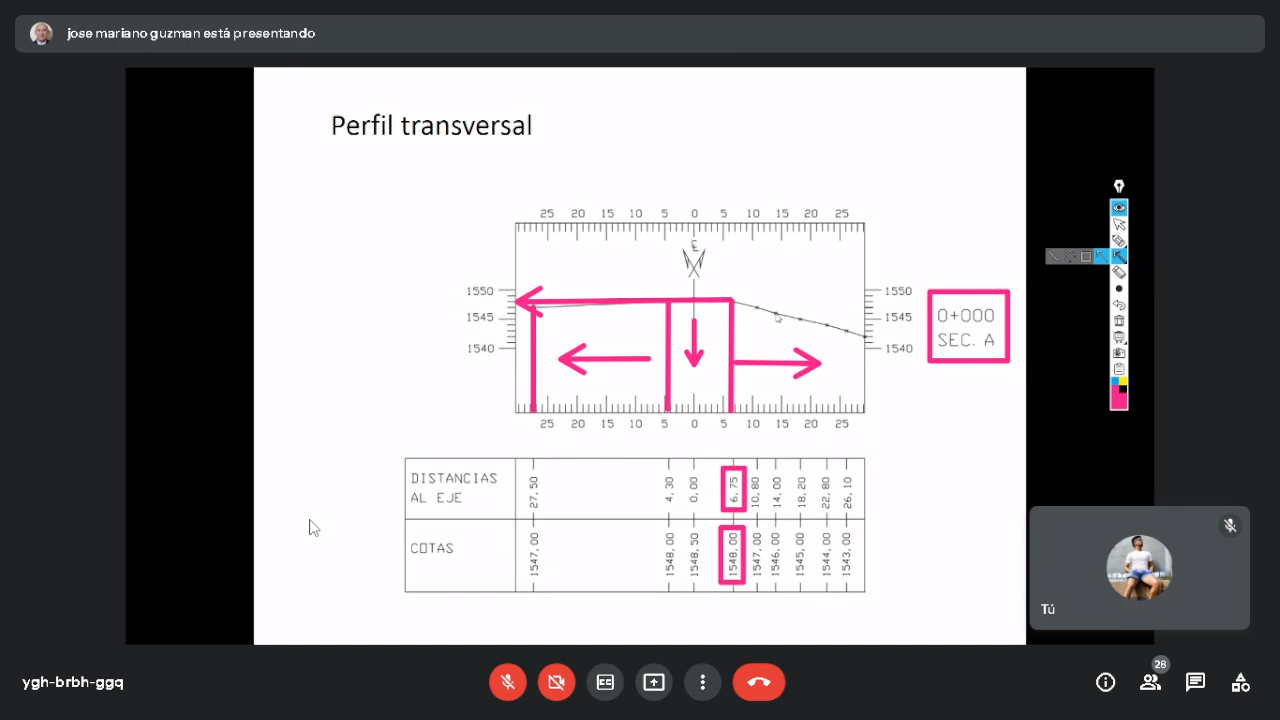 jose mariano guzman está presentando
Perfil transversal
25 20 15 10 5 0 5 10 15 20 25
℄
1550 1550
1545 1545
1540 1540
0+000
SEC. A
25 20 15 10 5 0 5 10 15 20 25
DISTANCIAS
AL EJE
27,50 4,30 0,00 6,75 10,80 14,00 18,20 22,80 26,10
COTAS
1547,00 1548,00 1548,50 1548,00 1547,00 1546,00 1545,00 1544,00 1543,00
Tú
ygh-brbh-ggq
26